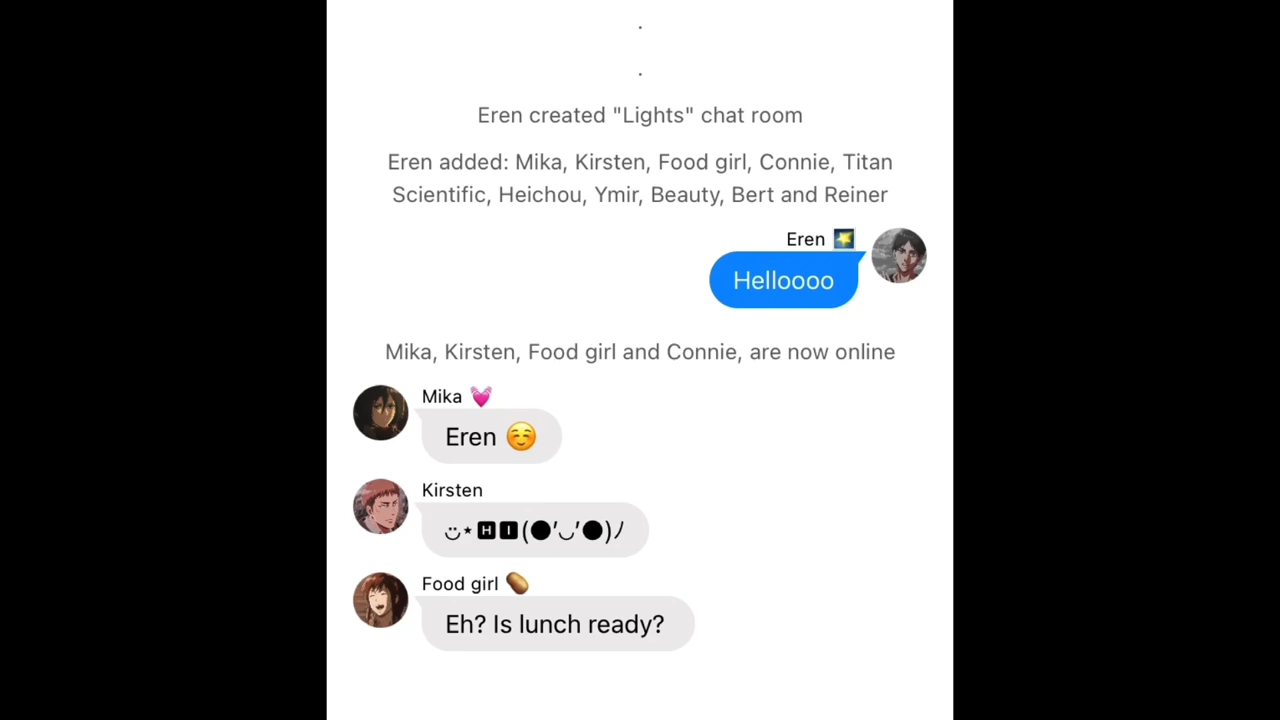 .
.
Eren created "Lights" chat room
Eren added: Mika, Kirsten, Food girl, Connie, Titan
Scientific, Heichou, Ymir, Beauty, Bert and Reiner
Eren 🌠
Helloooo
Mika, Kirsten, Food girl and Connie, are now online
Mika 💓
Eren ☺️
Kirsten
ت⋆🅷🅸(●′◡′●)ﾉ
Food girl 🥔
Eh? Is lunch ready?